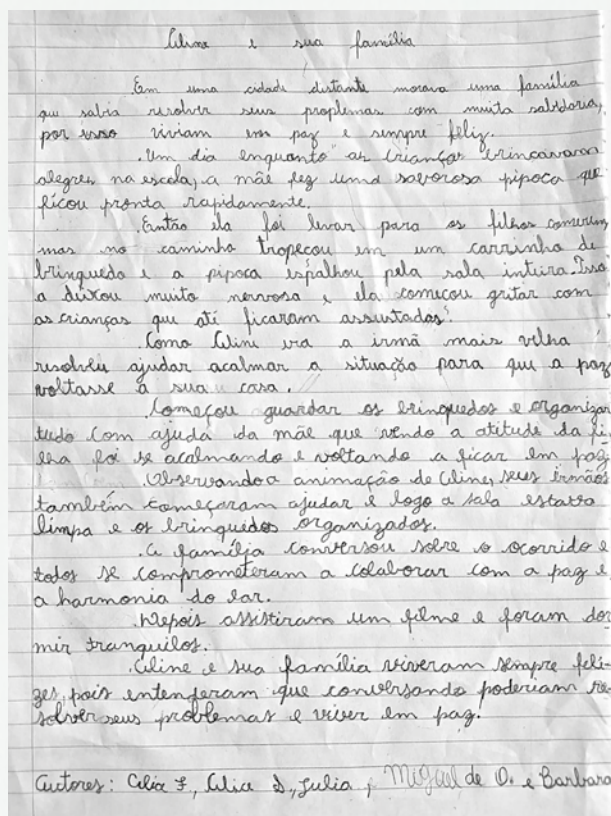 Celine e sua família
Em uma cidade distante morava uma família
que sabia resolver seus proplemas com muita sabedoria,
por isso viviam em paz e sempre feliz.
.Um dia enquanto as crianças brincavam
alegres na escola, a mãe fez uma saborosa pipoca que
ficou pronta rapidamente.
.Então ela foi levar para os filhos comerem
mas no caminho tropeçou em um carrinho de
brinquedo e a pipoca espalhou pela sala inteira. Isso
a deixou muito nervosa e ela começou gritar com
as crianças que até ficaram assustadas!
.Como Celine era a irmã mais velha
resolveu ajudar acalmar a situação para que a paz
voltasse a sua casa.
.Começou guardar os brinquedos e organizar
tudo com ajuda da mãe que vendo a atitude da fi-
lha foi se acalmando e voltando a ficar em paz.
.Observando a animação de Celine, seus irmãos
também começaram ajudar e logo a sala estava
limpa e os brinquedos organizados.
.A família conversou sobre o ocorrido e
todos se comprometeram a colaborar com a paz e
a harmonia do lar.
.Depois assistiram um filme e foram dor
mir tranquilos.
.Celine e sua família viveram sempre feli-
zes, pois entenderam que conversando poderiam re-
solver seus problemas e viver em paz.
Autores: Alice F, Alice S, Julia, Miguel de O. e Barbara